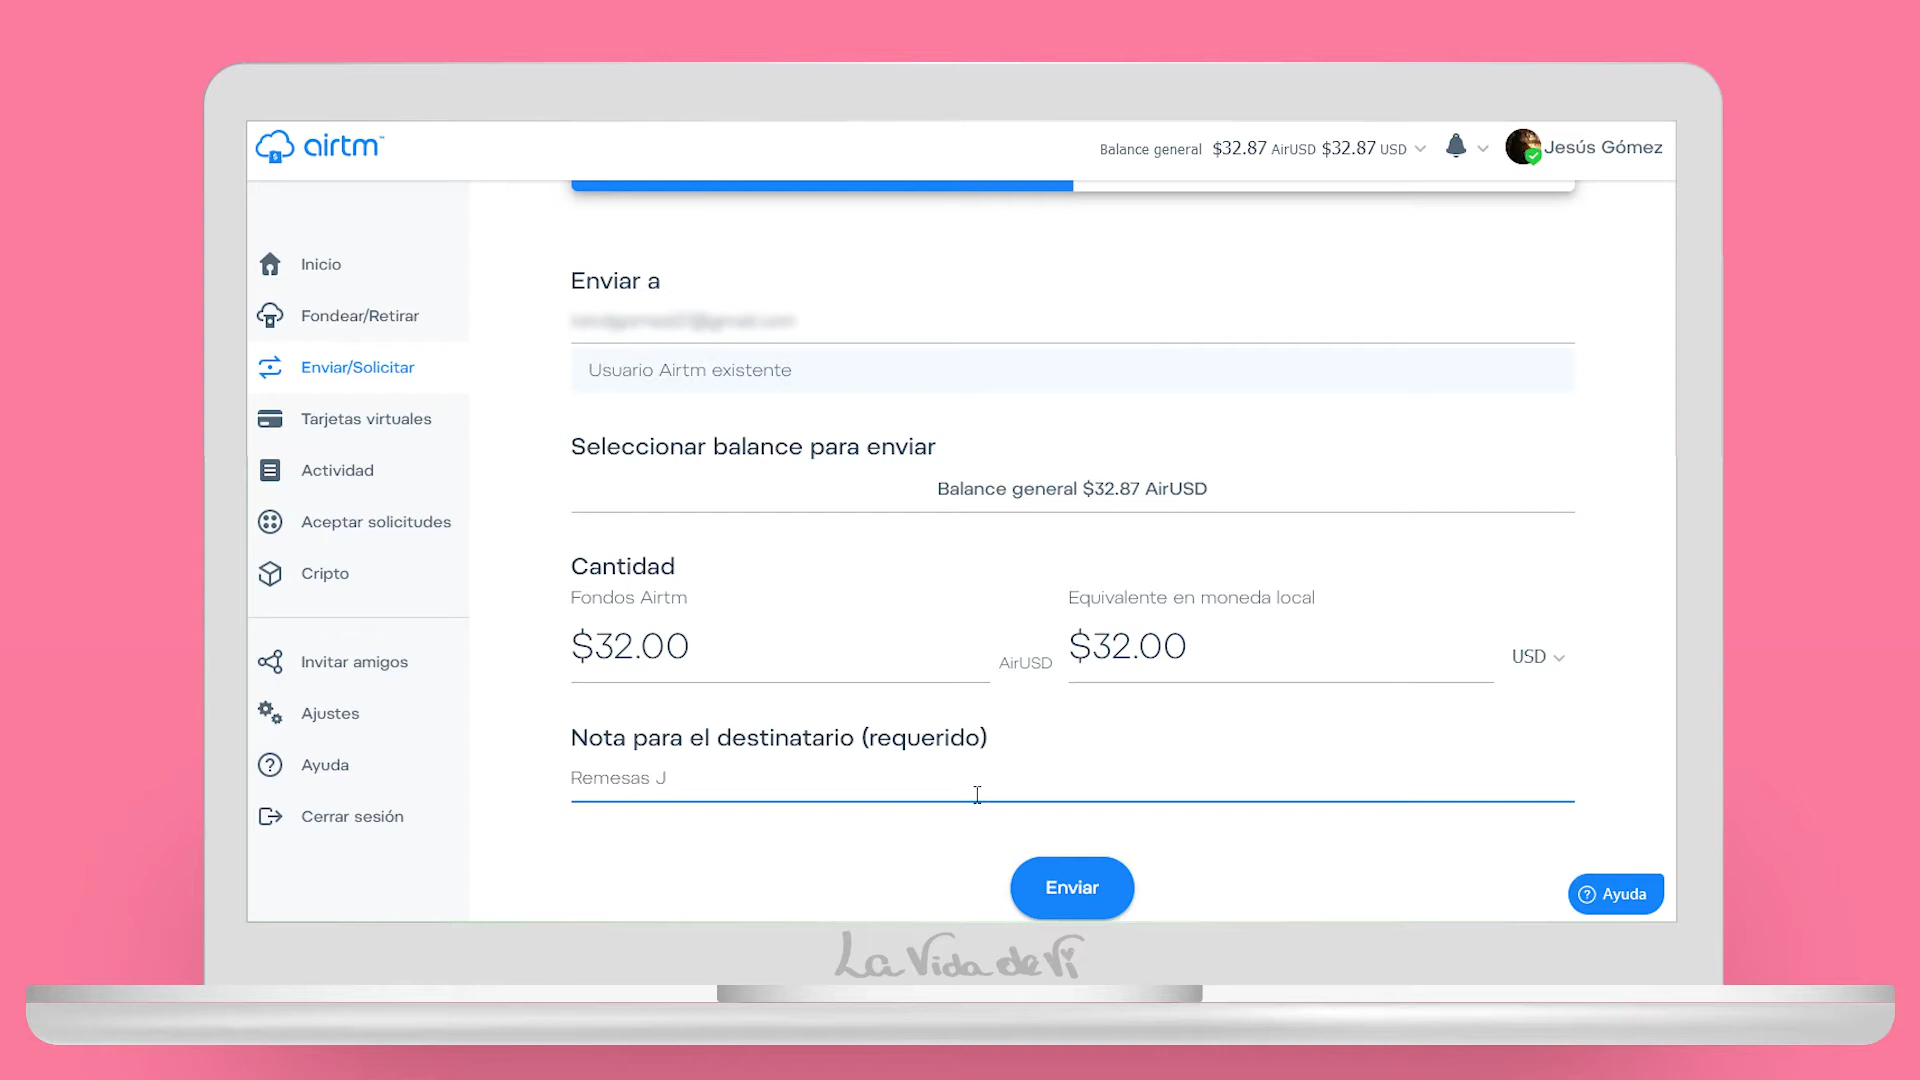 airtm™
Balance general $32.87 AirUSD $32.87 USD
Jesús Gómez
Inicio
Fondear/Retirar
Enviar/Solicitar
Tarjetas virtuales
Actividad
Aceptar solicitudes
Cripto
Invitar amigos
Ajustes
Ayuda
Cerrar sesión
Enviar a
Usuario Airtm existente
Seleccionar balance para enviar
Balance general $32.87 AirUSD
Cantidad
Fondos Airtm
Equivalente en moneda local
$32.00 AirUSD
$32.00 USD
Nota para el destinatario (requerido)
Remesas J
Enviar
Ayuda
La Vida de Vi